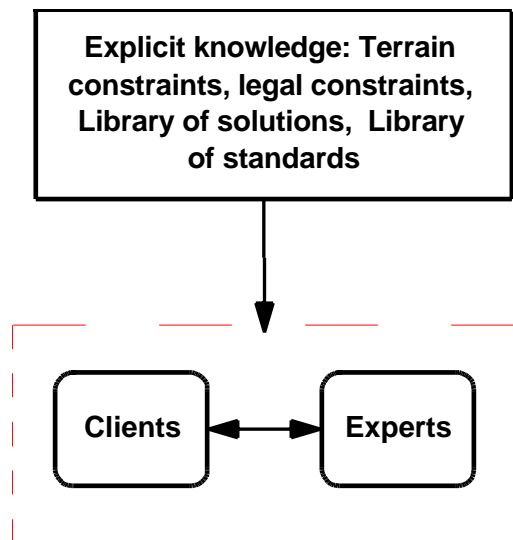 Explicit knowledge: Terrain
constraints, legal constraints,
Library of solutions, Library
of standards
Clients
Experts